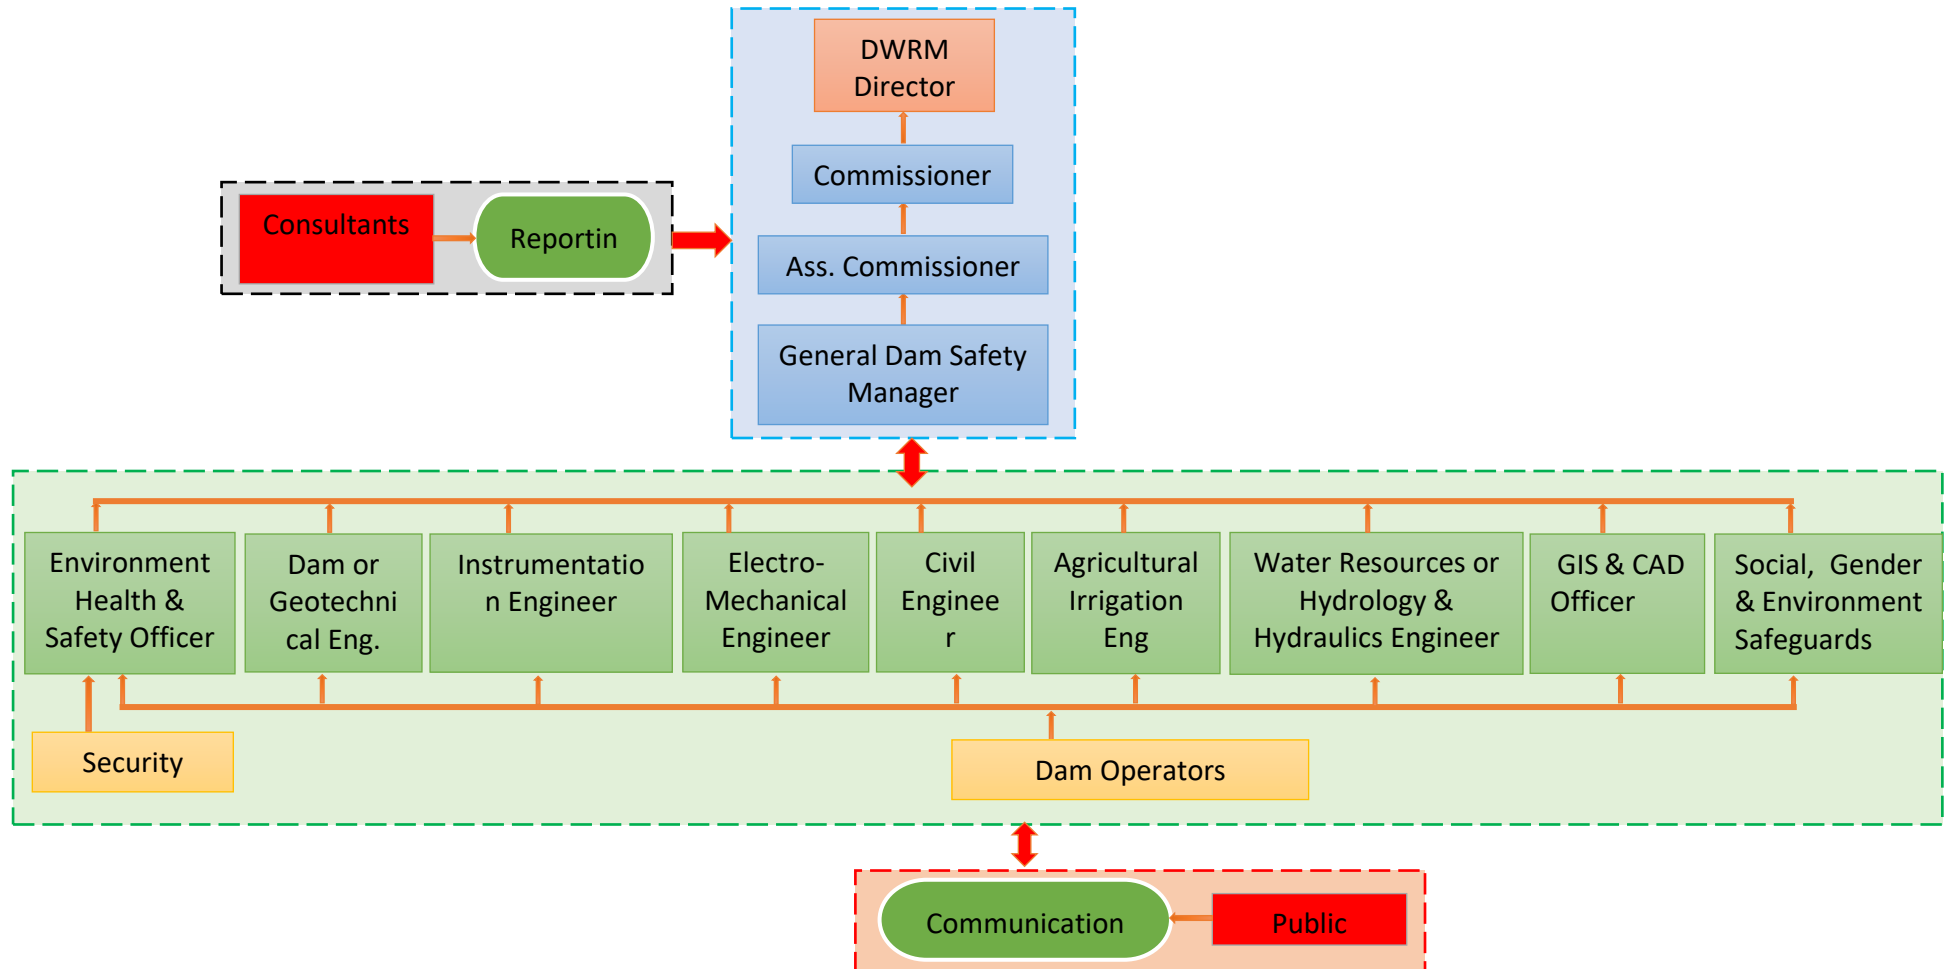 DWRM
Director
Commissioner
Consultants
Reportin
Ass. Commissioner
General Dam Safety
Manager
Environment
Health &
Safety Officer
Dam or
Geotechni
cal Eng.
Instrumentatio
n Engineer
Electro-
Mechanical
Engineer
Civil
Enginee
r
Agricultural
Irrigation
Eng
Water Resources or
Hydrology &
Hydraulics Engineer
GIS & CAD
Officer
Social, Gender
& Environment
Safeguards
Security
Dam Operators
Communication
Public